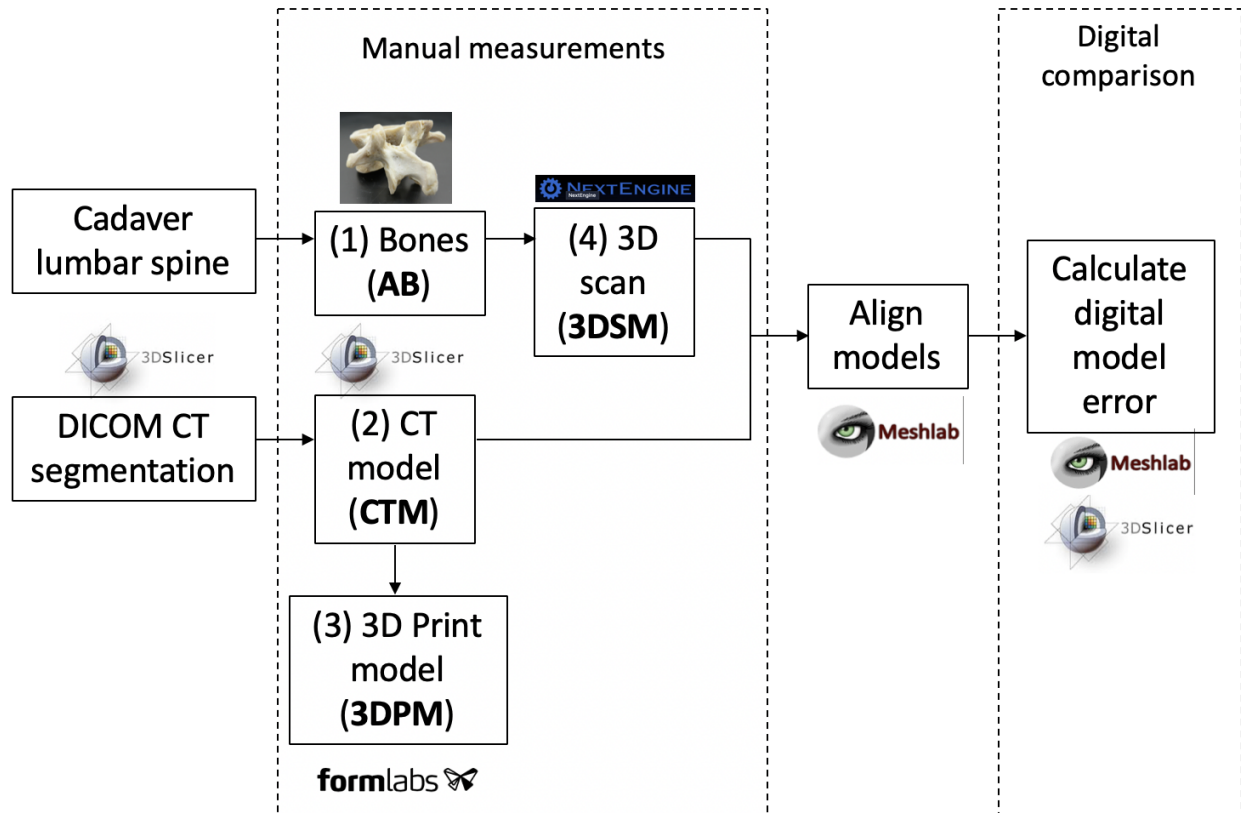 Manual measurements
Digital
comparison
Cadaver
lumbar spine
(1) Bones
(AB)
NEXTENGINE
NextEngine
(4) 3D
scan
(3DSM)
3DSlicer
3DSlicer
DICOM CT
segmentation
(2) CT
model
(CTM)
(3) 3D Print
model
(3DPM)
formlabs
Align
models
Meshlab
Calculate
digital
model
error
Meshlab
3DSlicer